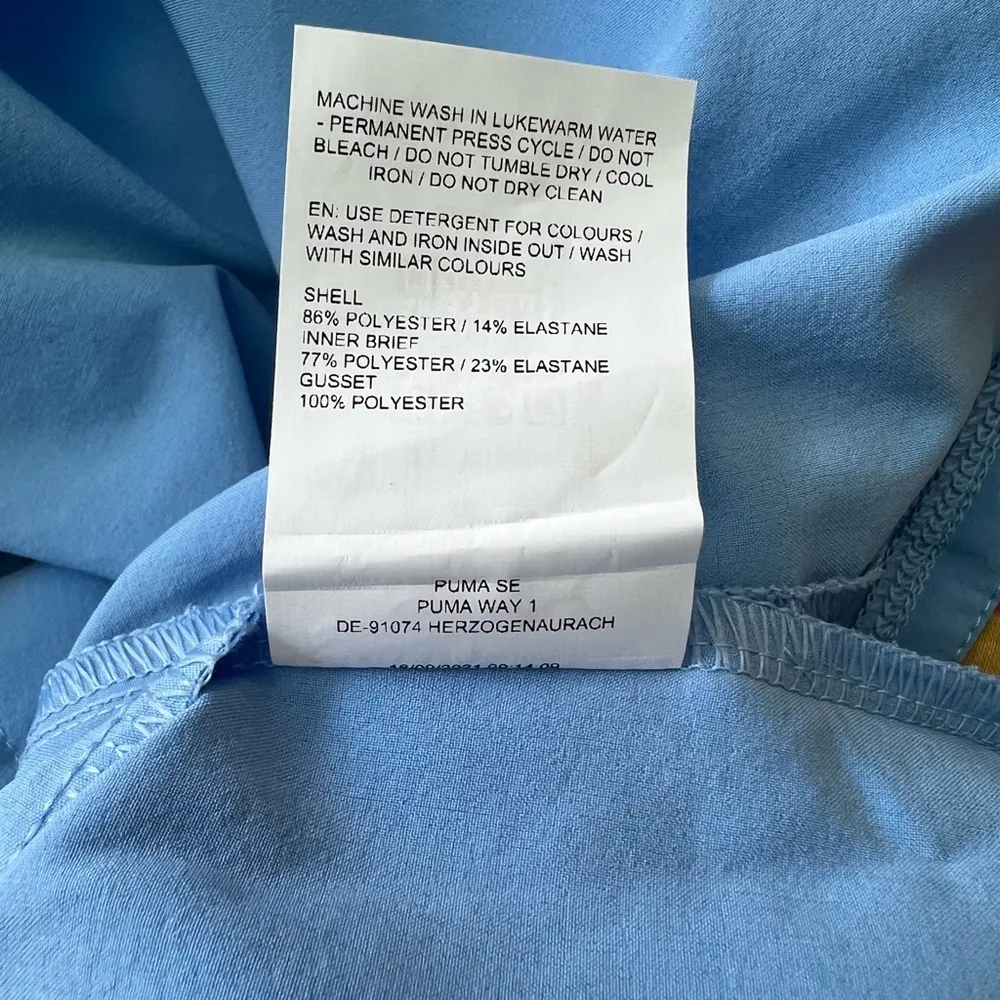 MACHINE WASH IN LUKEWARM WATER
- PERMANENT PRESS CYCLE / DO NOT
BLEACH / DO NOT TUMBLE DRY / COOL
IRON / DO NOT DRY CLEAN
EN: USE DETERGENT FOR COLOURS /
WASH AND IRON INSIDE OUT / WASH
WITH SIMILAR COLOURS
SHELL
86% POLYESTER / 14% ELASTANE
INNER BRIEF
77% POLYESTER / 23% ELASTANE
GUSSET
100% POLYESTER
PUMA SE
PUMA WAY 1
DE-91074 HERZOGENAURACH